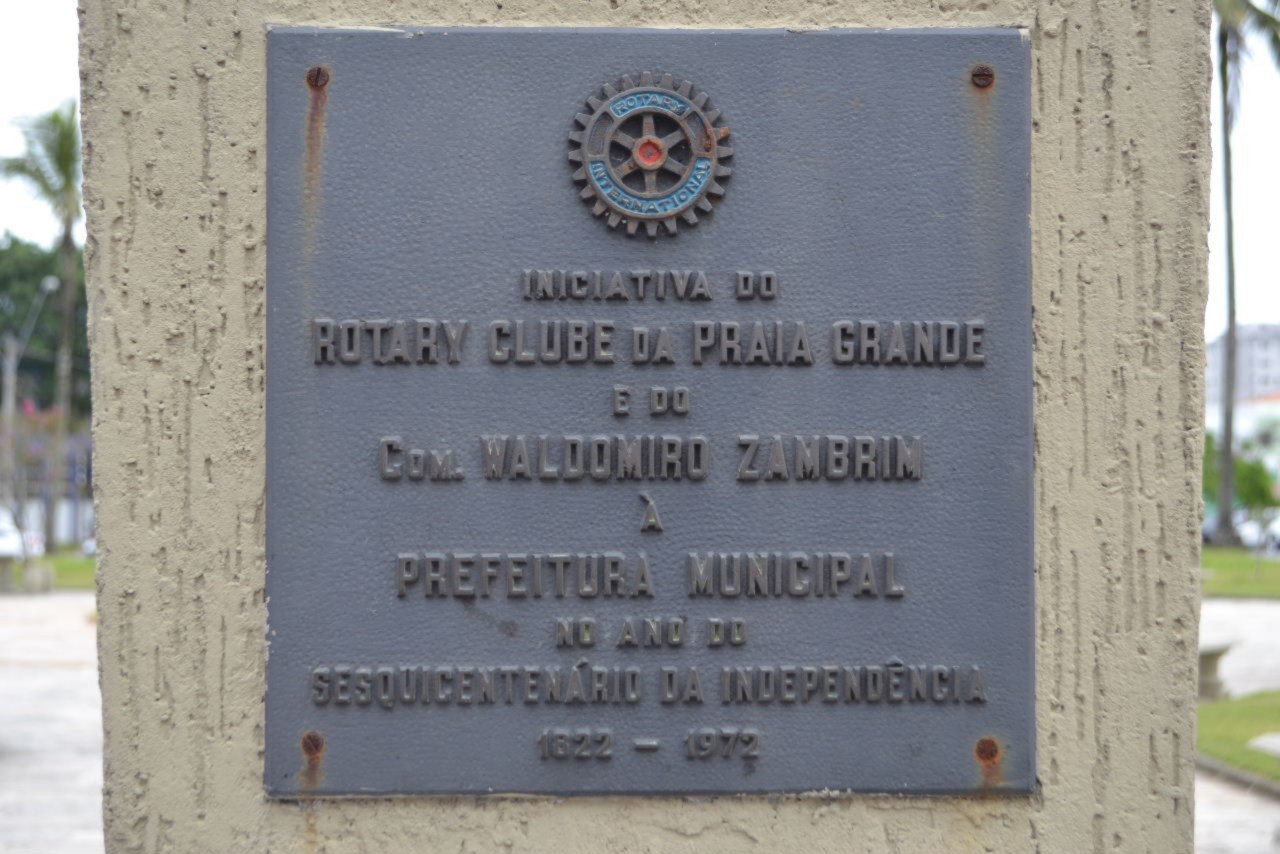 ROTARY
INTERNATIONAL
INICIATIVA DO
ROTARY CLUBE DA PRAIA GRANDE
E DO
COM. WALDOMIRO ZAMBRIM
À
PREFEITURA MUNICIPAL
NO ANO DO
SESQUICENTENÁRIO DA INDEPENDÊNCIA
1822 — 1972